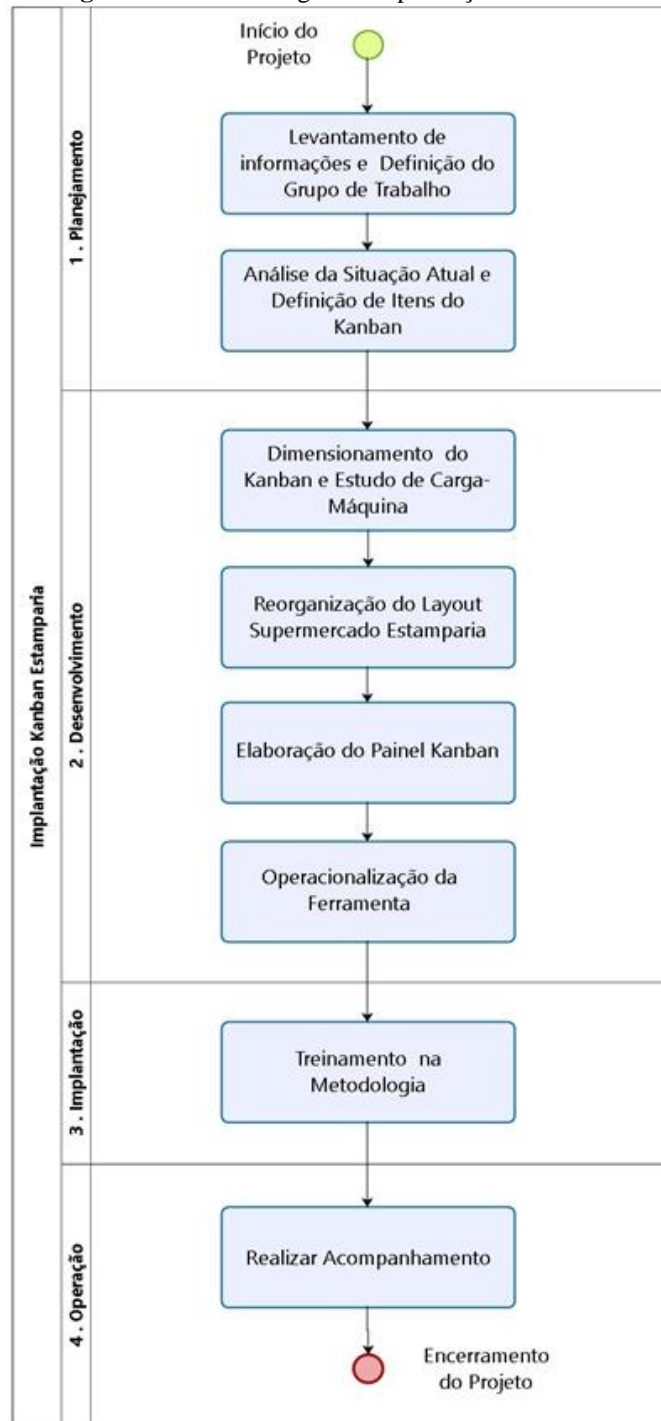 Início do
Projeto
Implantação Kanban Estamparia
1 . Planejamento
Levantamento de
informações e Definição do
Grupo de Trabalho
Análise da Situação Atual e
Definição de Itens do
Kanban
2 . Desenvolvimento
Dimensionamento do
Kanban e Estudo de Carga-
Máquina
Reorganização do Layout
Supermercado Estamparia
Elaboração do Painel Kanban
Operacionalização da
Ferramenta
3 . Implantação
Treinamento na
Metodologia
4 . Operação
Realizar Acompanhamento
Encerramento
do Projeto